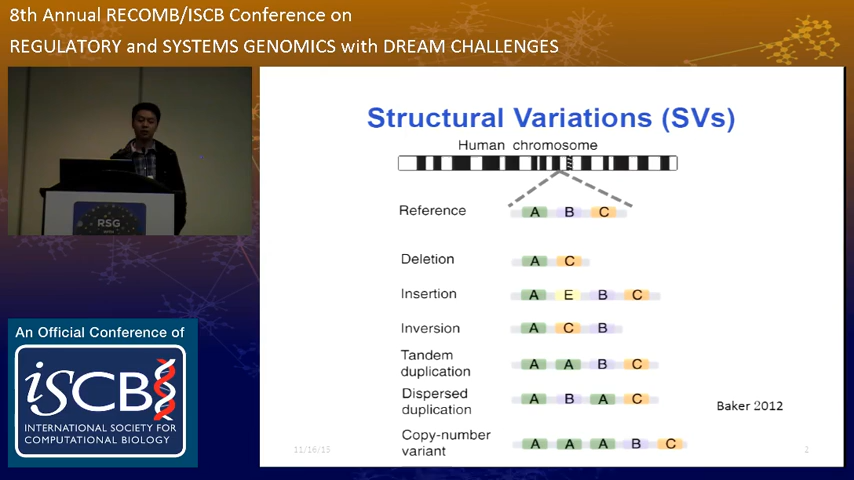 8th Annual RECOMB/ISCB Conference on
REGULATORY and SYSTEMS GENOMICS with DREAM CHALLENGES
RSG
An Official Conference of
iSCB
INTERNATIONAL SOCIETY FOR
COMPUTATIONAL BIOLOGY
Structural Variations (SVs)
Human chromosome
Reference A B C
Deletion A C
Insertion A E B C
Inversion A C B
Tandem
duplication A A B C
Dispersed
duplication A B A C
Baker 2012
Copy-number
variant A A A B C
11/16/15
2